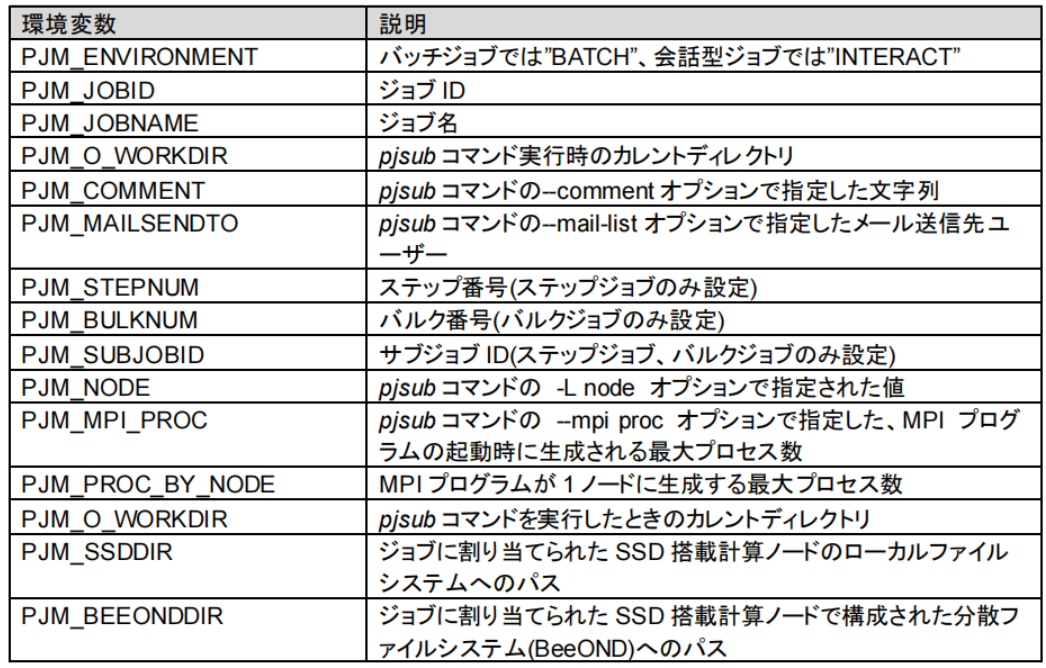 環境変数 説明
PJM_ENVIRONMENT バッチジョブでは”BATCH”、会話型ジョブでは”INTERACT”
PJM_JOBID ジョブ ID
PJM_JOBNAME ジョブ名
PJM_O_WORKDIR pjsub コマンド実行時のカレントディレクトリ
PJM_COMMENT pjsub コマンドの--comment オプションで指定した文字列
PJM_MAILSENDTO pjsub コマンドの--mail-list オプションで指定したメール送信先ユ
ーザー
PJM_STEPNUM ステップ番号(ステップジョブのみ設定)
PJM_BULKNUM バルク番号(バルクジョブのみ設定)
PJM_SUBJOBID サブジョブ ID(ステップジョブ、バルクジョブのみ設定)
PJM_NODE pjsub コマンドの -L node オプションで指定された値
PJM_MPI_PROC pjsub コマンドの --mpi proc オプションで指定した、MPI プログ
ラムの起動時に生成される最大プロセス数
PJM_PROC_BY_NODE MPI プログラムが 1 ノードに生成する最大プロセス数
PJM_O_WORKDIR pjsub コマンドを実行したときのカレントディレクトリ
PJM_SSDDIR ジョブに割り当てられた SSD 搭載計算ノードのローカルファイル
システムへのパス
PJM_BEEONDDIR ジョブに割り当てられた SSD 搭載計算ノードで構成された分散フ
ァイルシステム(BeeOND)へのパス